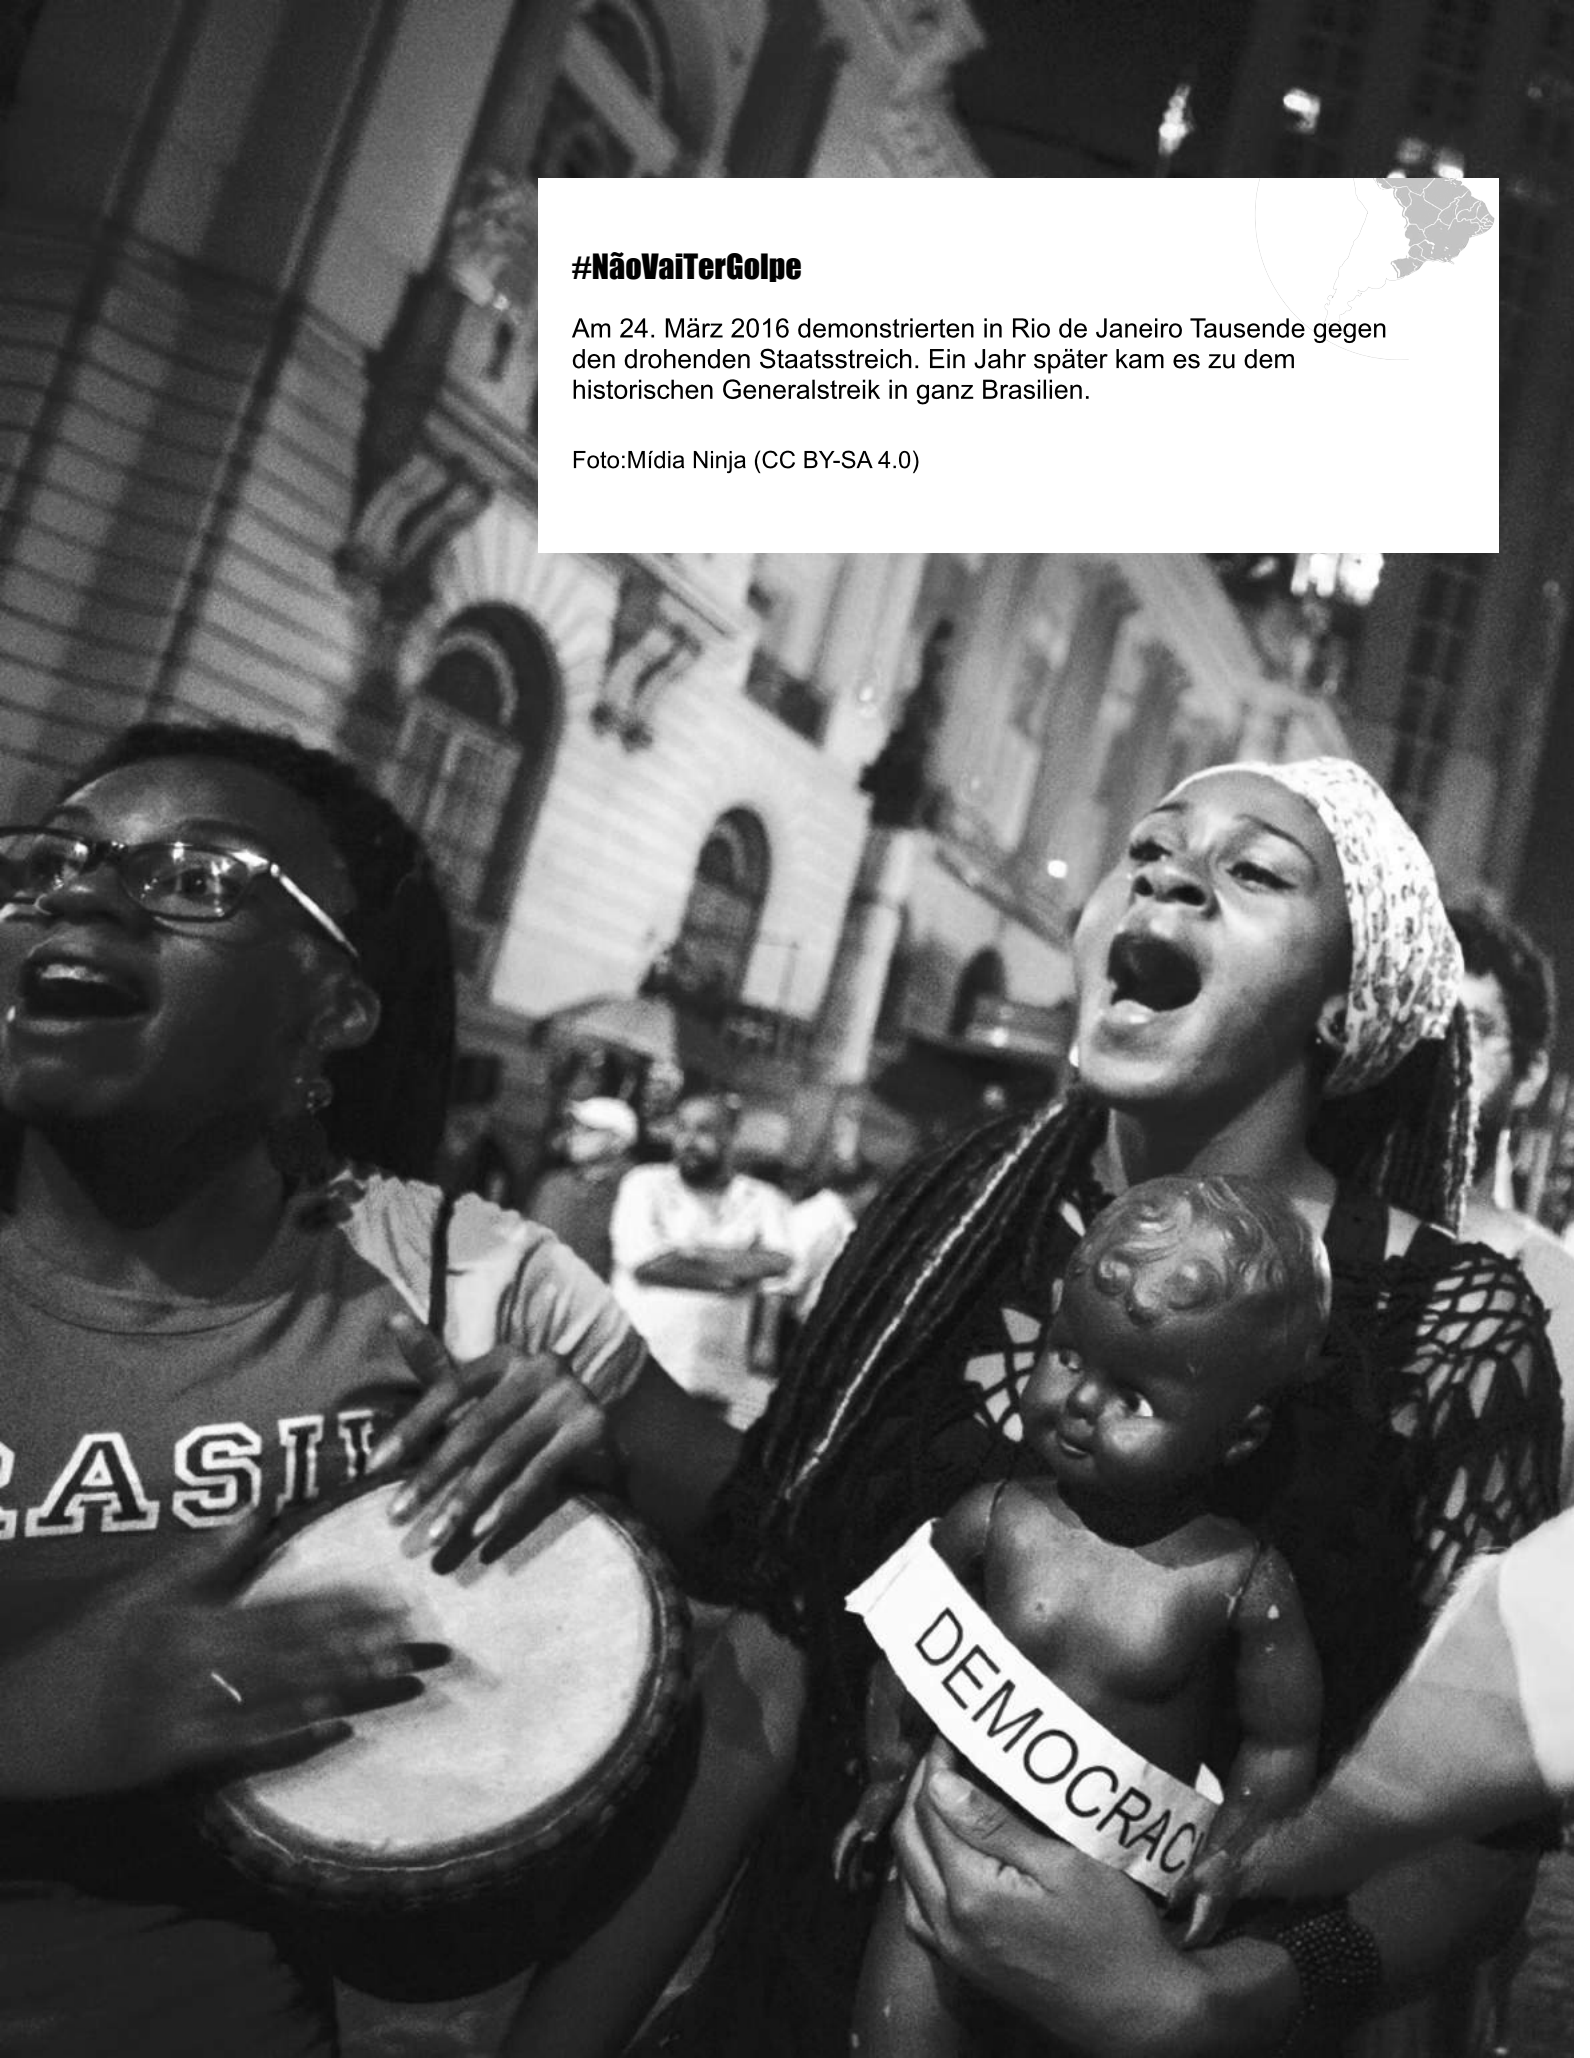 #NãoVaiTerGolpe
Am 24. März 2016 demonstrierten in Rio de Janeiro Tausende gegen
den drohenden Staatsstreich. Ein Jahr später kam es zu dem
historischen Generalstreik in ganz Brasilien.
Foto:Mídia Ninja (CC BY-SA 4.0)
RASIL
DEMOCRAC